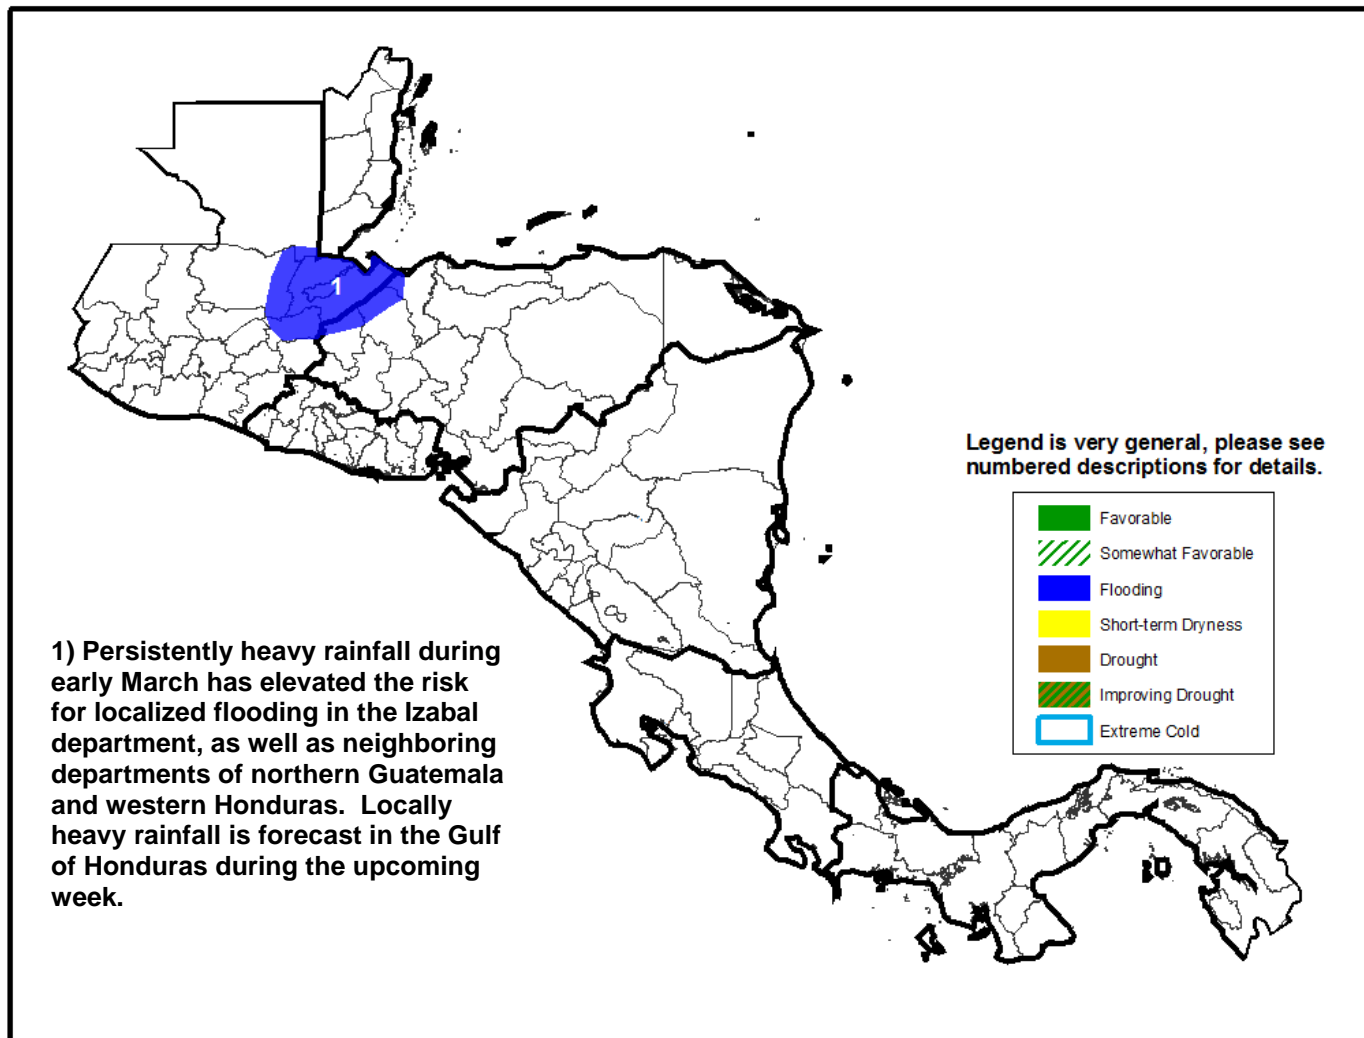 1
Legend is very general, please see
numbered descriptions for details.
Favorable
Somewhat Favorable
Flooding
Short-term Dryness
Drought
Improving Drought
Extreme Cold
1) Persistently heavy rainfall during
early March has elevated the risk
for localized flooding in the Izabal
department, as well as neighboring
departments of northern Guatemala
and western Honduras.  Locally
heavy rainfall is forecast in the Gulf
of Honduras during the upcoming
week.